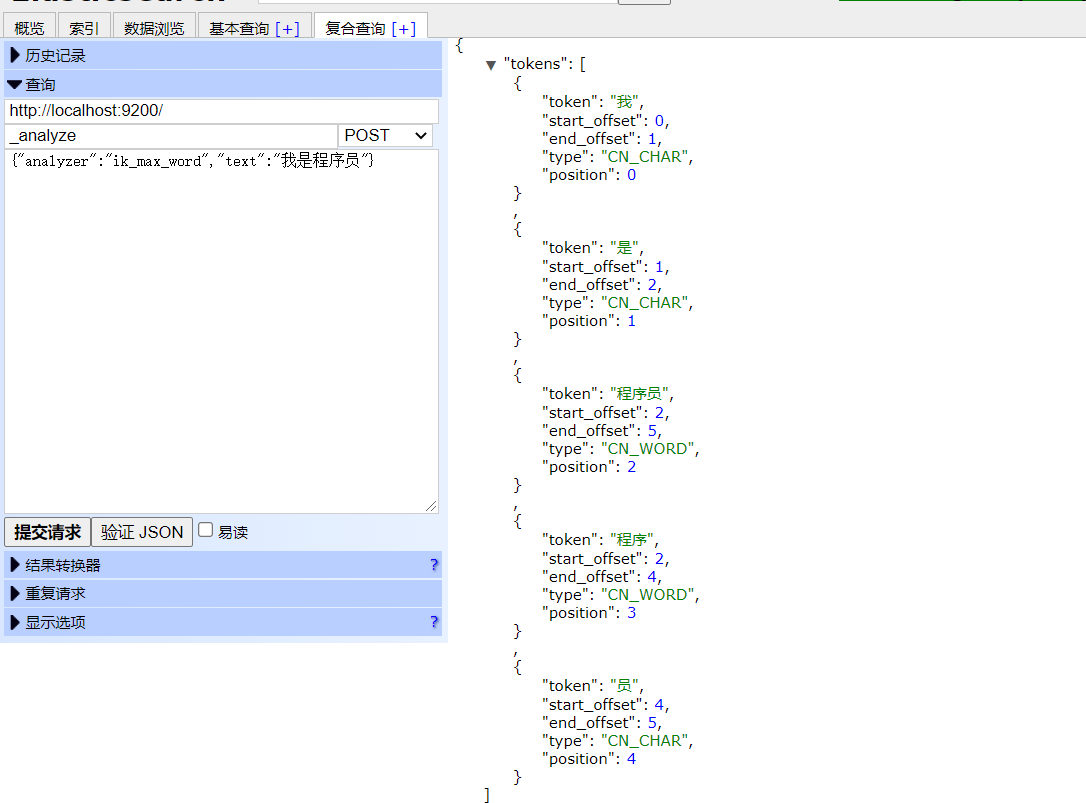 概览 索引 数据浏览 基本查询 [+] 复合查询 [+]
历史记录
查询
http://localhost:9200/
_analyze POST
{"analyzer":"ik_max_word","text":"我是程序员"}
提交请求 验证 JSON 易读
结果转换器 ?
重复请求
显示选项 ?
{
▼ "tokens": [
{
"token": "我",
"start_offset": 0,
"end_offset": 1,
"type": "CN_CHAR",
"position": 0
}
,
{
"token": "是",
"start_offset": 1,
"end_offset": 2,
"type": "CN_CHAR",
"position": 1
}
,
{
"token": "程序员",
"start_offset": 2,
"end_offset": 5,
"type": "CN_WORD",
"position": 2
}
,
{
"token": "程序",
"start_offset": 2,
"end_offset": 4,
"type": "CN_WORD",
"position": 3
}
,
{
"token": "员",
"start_offset": 4,
"end_offset": 5,
"type": "CN_CHAR",
"position": 4
}
]